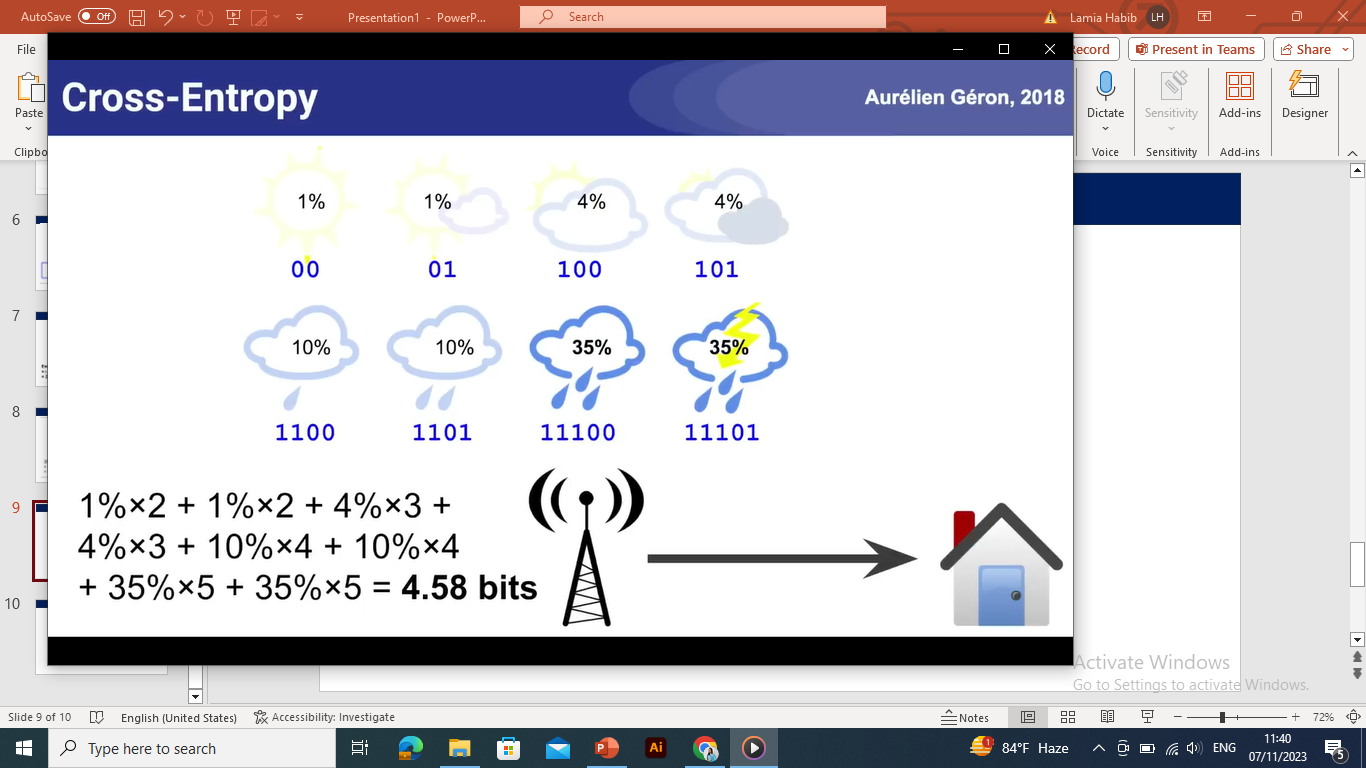 AutoSave Off
Presentation1 - PowerP...
Search
Lamia Habib LH
File
Record
Present in Teams
Share
Paste
Dictate
Sensitivity
Add-ins
Designer
Clipbo
Voice
Sensitivity
Add-ins
Cross-Entropy
Aurélien Géron, 2018
1% 1% 4% 4%
00 01 100 101
10% 10% 35% 35%
1100 1101 11100 11101
1%×2 + 1%×2 + 4%×3 +
4%×3 + 10%×4 + 10%×4
+ 35%×5 + 35%×5 = 4.58 bits
6
7
8
9
10
Activate Windows
Go to Settings to activate Windows.
Slide 9 of 10
English (United States)
Accessibility: Investigate
Notes
72%
Type here to search
Ai
1
84°F Haze
ENG
11:40
07/11/2023
5